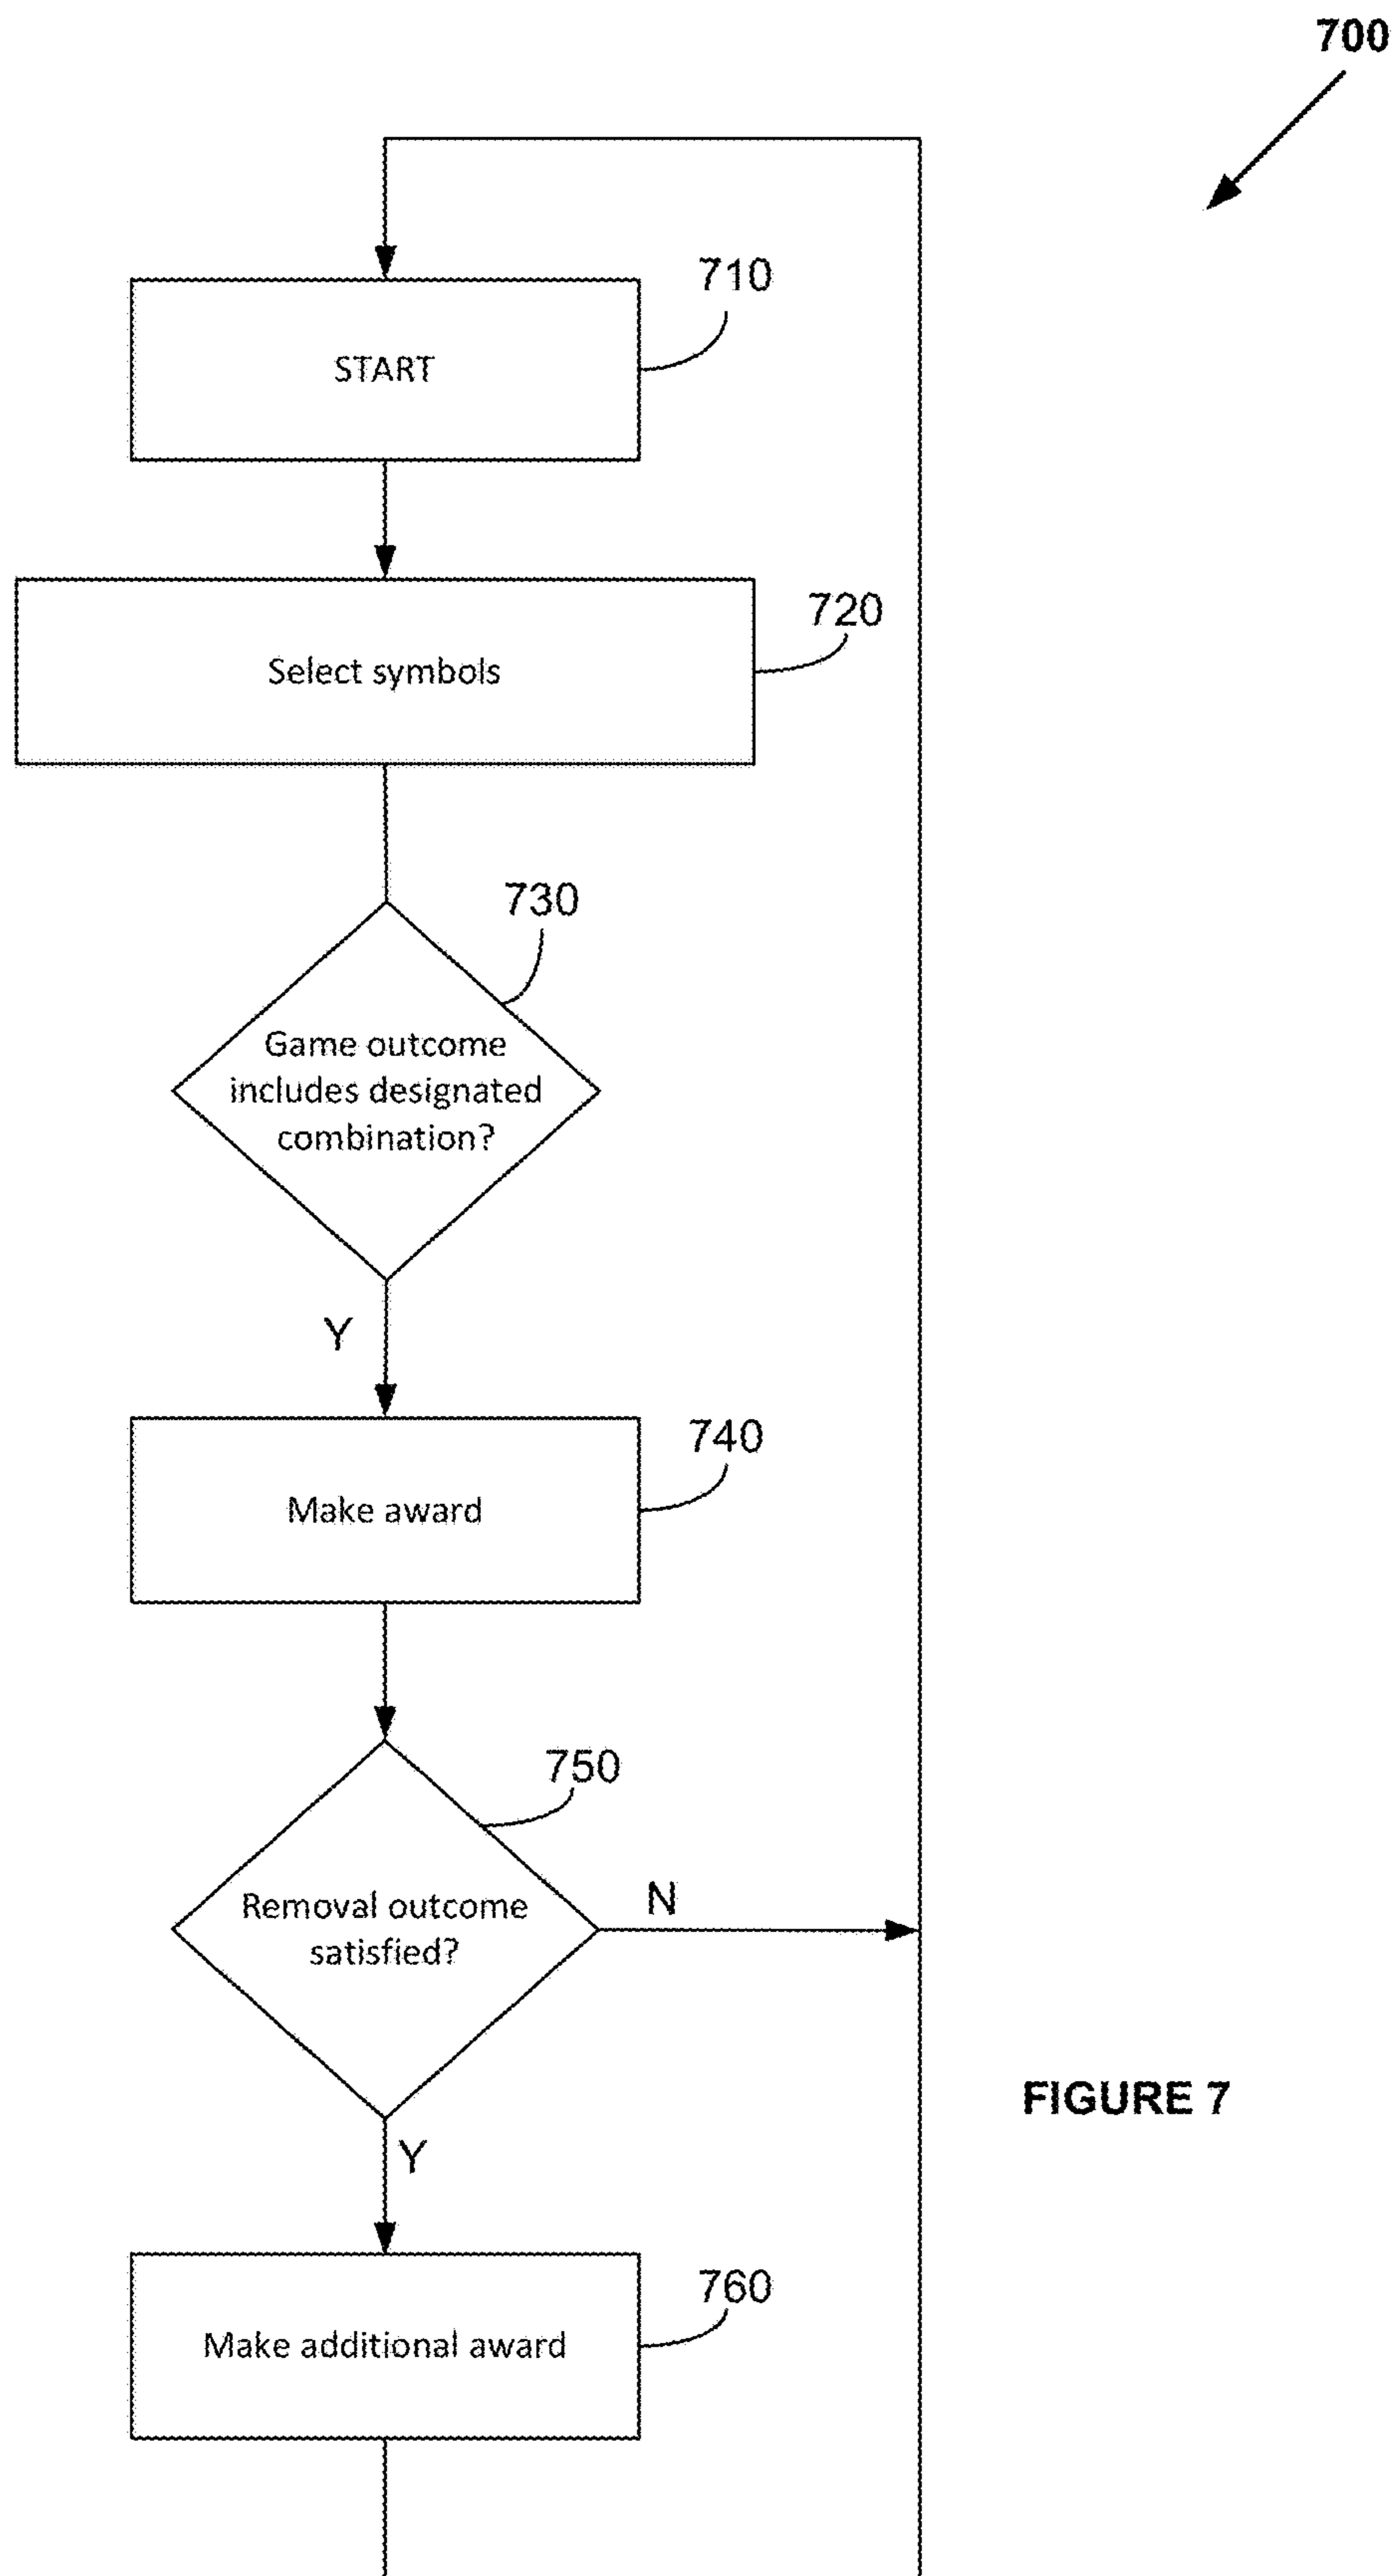 700
710
START
720
Select symbols
730
Game outcome
includes designated
combination?
Y
740
Make award
750
Removal outcome
satisfied?
N
FIGURE 7
Y
760
Make additional award